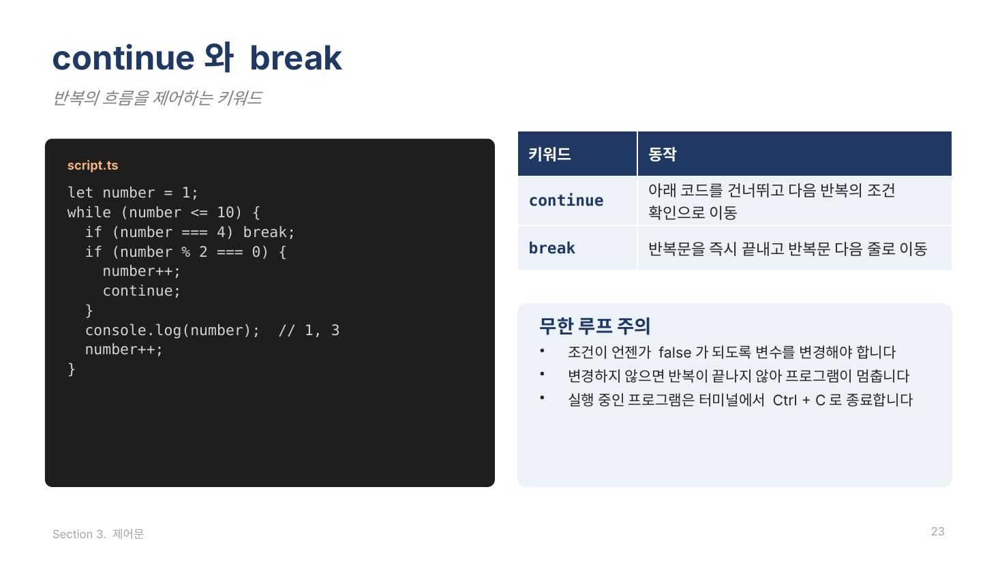 continue 와 break
반복의 흐름을 제어하는 키워드
script.ts
let number = 1;
while (number <= 10) {
  if (number === 4) break;
  if (number % 2 === 0) {
    number++;
    continue;
  }
  console.log(number);  // 1, 3
  number++;
}
키워드 동작
continue 아래 코드를 건너뛰고 다음 반복의 조건
확인으로 이동
break 반복문을 즉시 끝내고 반복문 다음 줄로 이동
무한 루프 주의
• 조건이 언젠가 false 가 되도록 변수를 변경해야 합니다
• 변경하지 않으면 반복이 끝나지 않아 프로그램이 멈춥니다
• 실행 중인 프로그램은 터미널에서 Ctrl + C 로 종료합니다
Section 3. 제어문
23